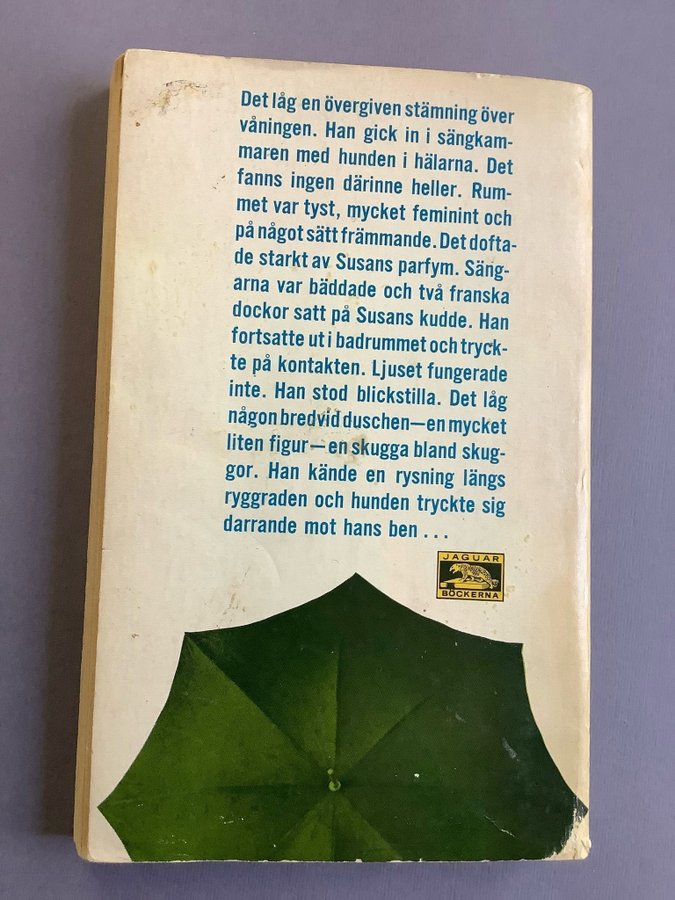 Det låg en övergiven stämning över
våningen. Han gick in i sängkam-
maren med hunden i hälarna. Det
fanns ingen därinne heller. Rum-
met var tyst, mycket feminint och
på något sätt främmande. Det dofta-
de starkt av Susans parfym. Säng-
arna var bäddade och två franska
dockor satt på Susans kudde. Han
fortsatte ut i badrummet och tryck-
te på kontakten. Ljuset fungerade
inte. Han stod blickstilla. Det låg
någon bredvid duschen—en mycket
liten figur—en skugga bland skug-
gor. Han kände en rysning längs
ryggraden och hunden tryckte sig
darrande mot hans ben ...
JAGUAR
BÖCKERNA